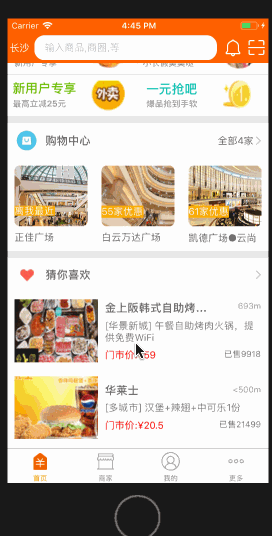 Carrier
7:45 PM
长沙
输入商品,商圈,等
新用户专享
最高立减25元
外卖
一元抢吧
爆品抢到手软
购物中心
全部4家
离我最近
55家优惠
61家优惠
正佳广场
白云万达广场
凯德广场●云尚
猜你喜欢
金上阪韩式自助烤...
693m
[华景新城] 午餐自助烤肉火锅，提
供免费WiFi
门市价:¥59
已售9918
华莱士
<500m
[多城市] 汉堡+辣翅+中可乐1份
门市价:¥20.5
已售21499
首页
商家
我的
更多